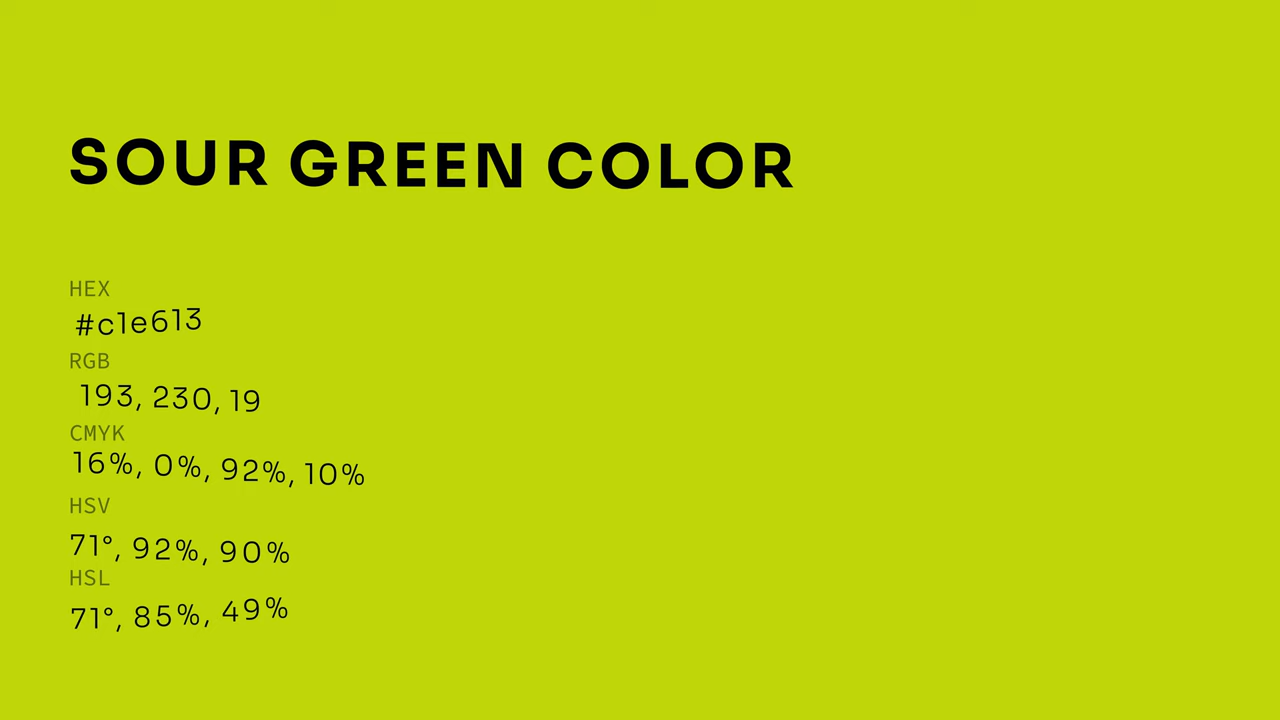 SOUR GREEN COLOR
HEX
#c1e613
RGB
193, 230, 19
CMYK
16%, 0%, 92%, 10%
HSV
71°, 92%, 90%
HSL
71°, 85%, 49%